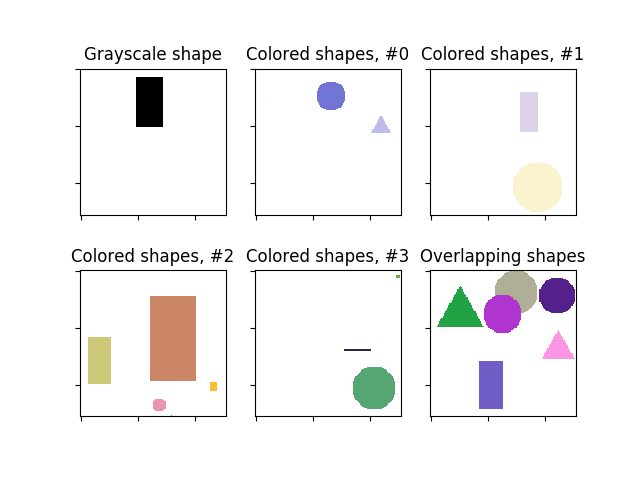 Grayscale shape
Colored shapes, #0
Colored shapes, #1
Colored shapes, #2
Colored shapes, #3
Overlapping shapes